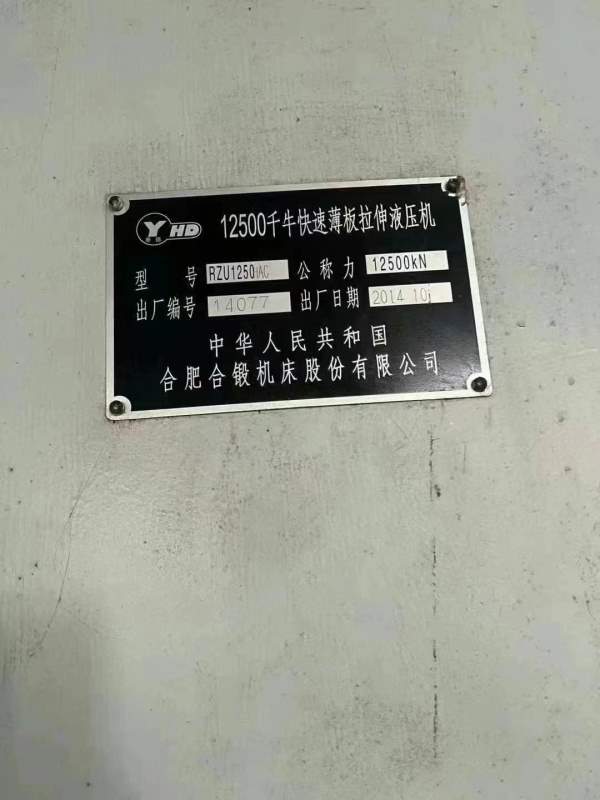 YHD 12500千牛快速薄板拉伸液压机
型号 RZU1250HAC 公称力 12500kN
出厂编号 14077 出厂日期 2014 10
中华人民共和国
合肥合锻机床股份有限公司